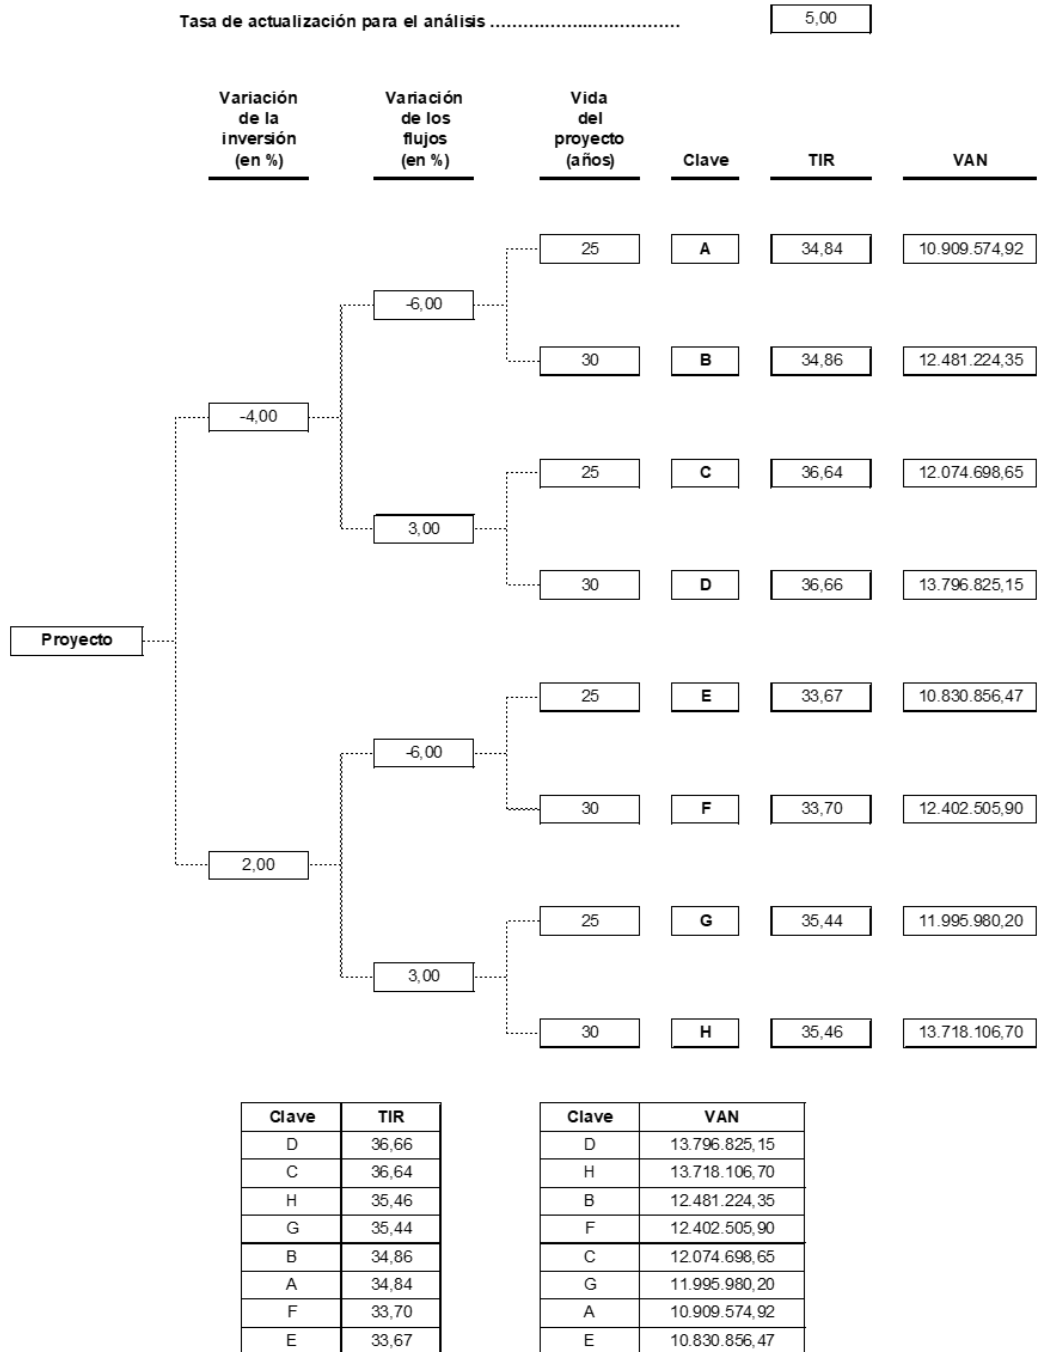 Tasa de actualización para el análisis ..................................... 5,00
Variación de la inversión (en %) Variación de los flujos (en %) Vida del proyecto (años) Clave TIR VAN
25 A 34,84 10.909.574,92
-6,00
30 B 34,86 12.481.224,35
-4,00
25 C 36,64 12.074.698,65
3,00
30 D 36,66 13.796.825,15
Proyecto
25 E 33,67 10.830.856,47
-6,00
30 F 33,70 12.402.505,90
2,00
25 G 35,44 11.995.980,20
3,00
30 H 35,46 13.718.106,70
Clave TIR Clave VAN
D 36,66 D 13.796.825,15
C 36,64 H 13.718.106,70
H 35,46 B 12.481.224,35
G 35,44 F 12.402.505,90
B 34,86 C 12.074.698,65
A 34,84 G 11.995.980,20
F 33,70 A 10.909.574,92
E 33,67 E 10.830.856,47